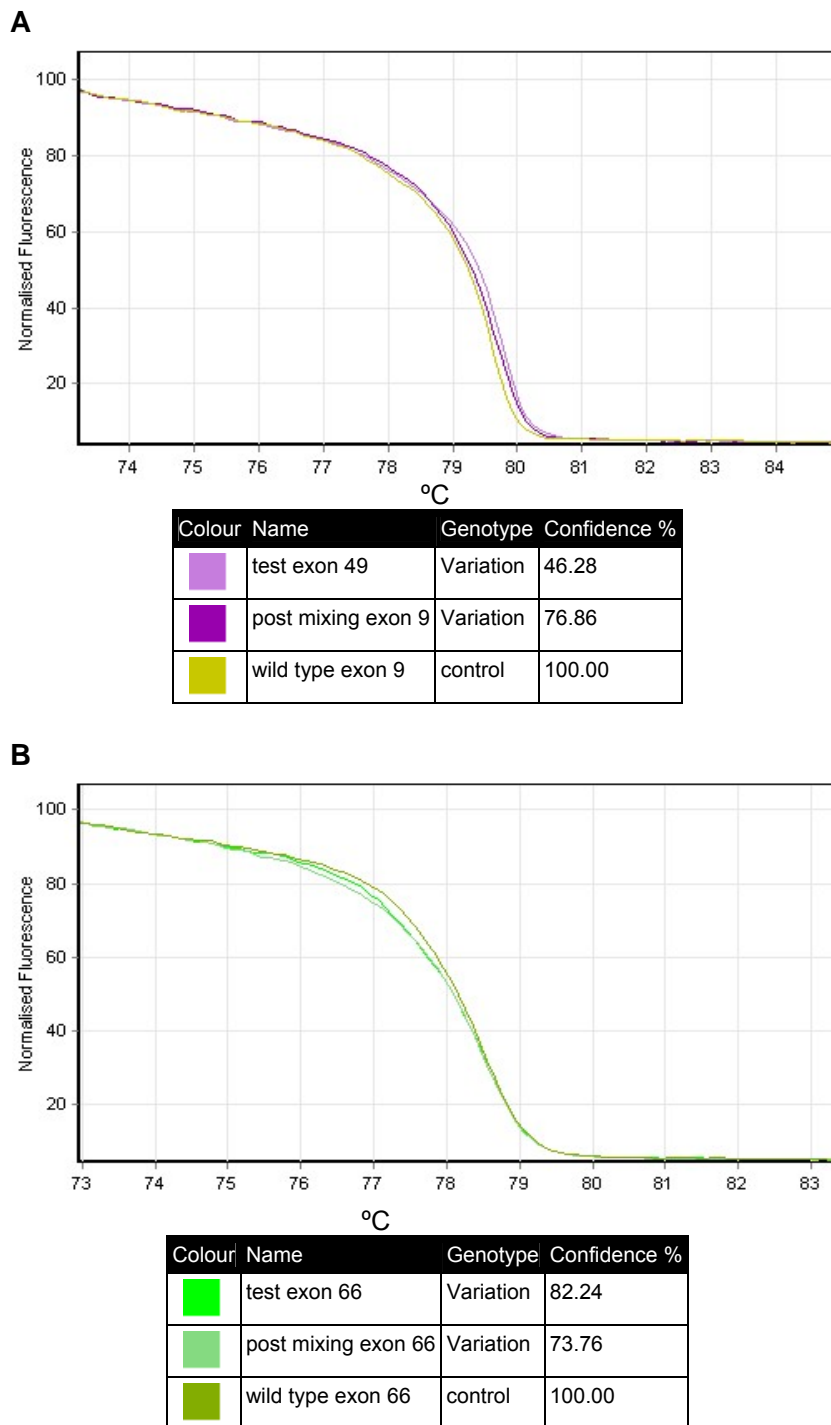 A
100
80
60
40
20
Normalised Fluorescence
74 75 76 77 78 79 80 81 82 83 84
ºC
Colour Name Genotype Confidence %
test exon 49 Variation 46.28
post mixing exon 9 Variation 76.86
wild type exon 9 control 100.00
B
100
80
60
40
20
Normalised Fluorescence
73 74 75 76 77 78 79 80 81 82 83
ºC
Colour Name Genotype Confidence %
test exon 66 Variation 82.24
post mixing exon 66 Variation 73.76
wild type exon 66 control 100.00